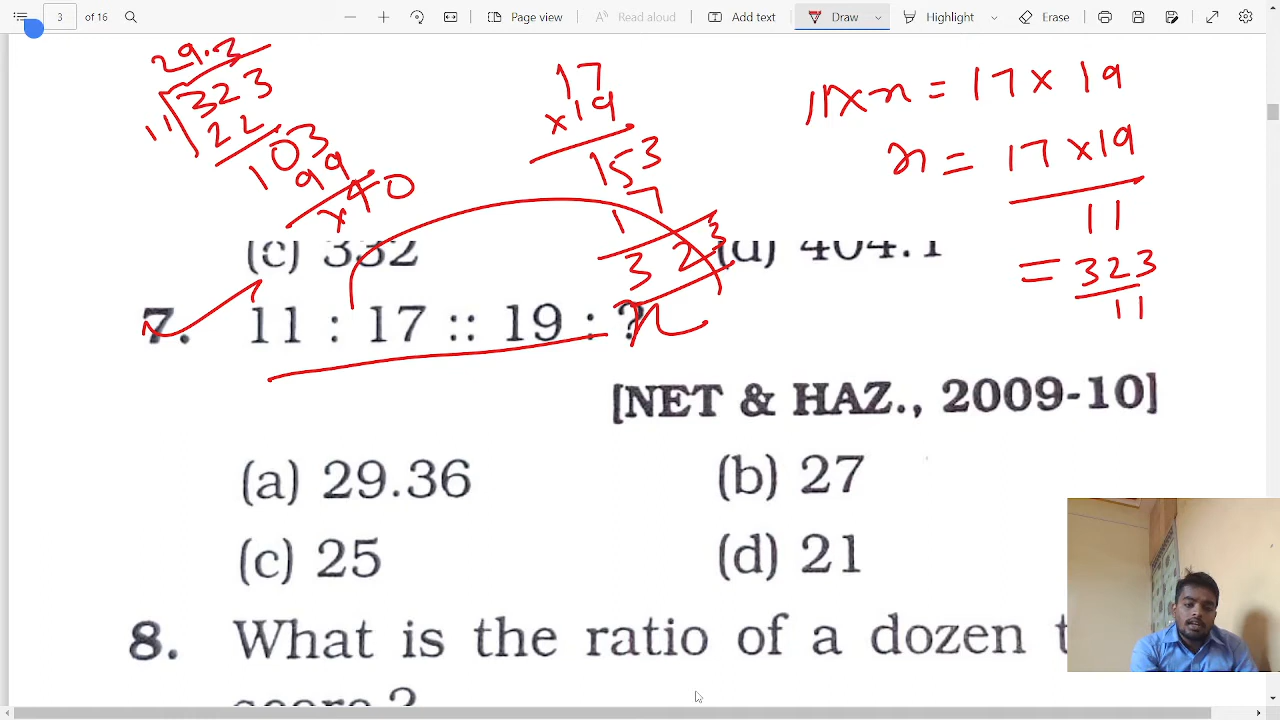 3 of 16 Page view Read aloud Add text Draw Highlight Erase
29.3
11 323
22
103
99
×40
17
×19
153
17
323
11×n = 17×19
n = 17×19
11
= 323
11
(c) 332 (d) 404.1
7. 11 : 17 :: 19 : ?
n
[NET & HAZ., 2009-10]
(a) 29.36 (b) 27
(c) 25 (d) 21
8. What is the ratio of a dozen
score ?